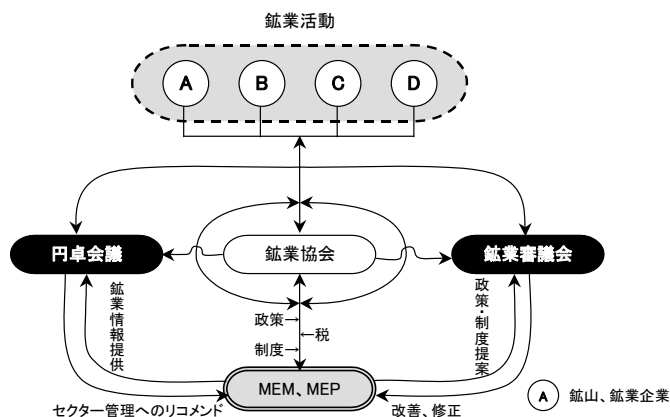 鉱業活動
A B C D
円卓会議
鉱業協会
鉱業審議会
鉱業情報提供
政策→
←税
制度→
政策・制度提案
MEM、MEP
セクター管理へのリコメンド
改善、修正
A 鉱山、鉱業企業